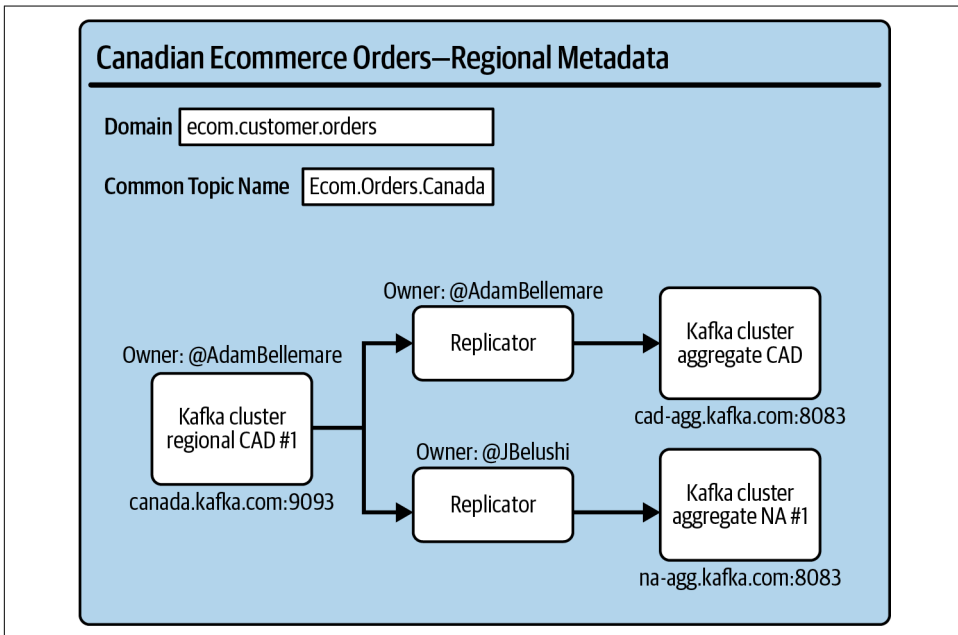 Canadian Ecommerce Orders—Regional Metadata
Domain ecom.customer.orders
Common Topic Name Ecom.Orders.Canada
Owner: @AdamBellemare
Kafka cluster
regional CAD #1
canada.kafka.com:9093
Owner: @AdamBellemare
Replicator
Kafka cluster
aggregate CAD
cad-agg.kafka.com:8083
Owner: @JBelushi
Replicator
Kafka cluster
aggregate NA #1
na-agg.kafka.com:8083